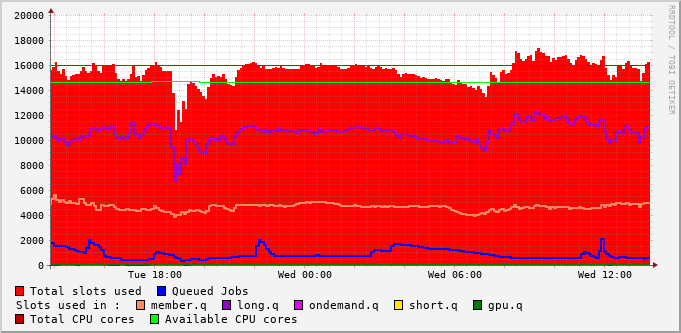 20000
18000
16000
14000
12000
10000
8000
6000
4000
2000
0
Tue 18:00 Wed 00:00 Wed 06:00 Wed 12:00
RRDTOOL / TOBI OETIKER
Total slots used Queued Jobs
Slots used in : member.q long.q ondemand.q short.q gpu.q
Total CPU cores Available CPU cores